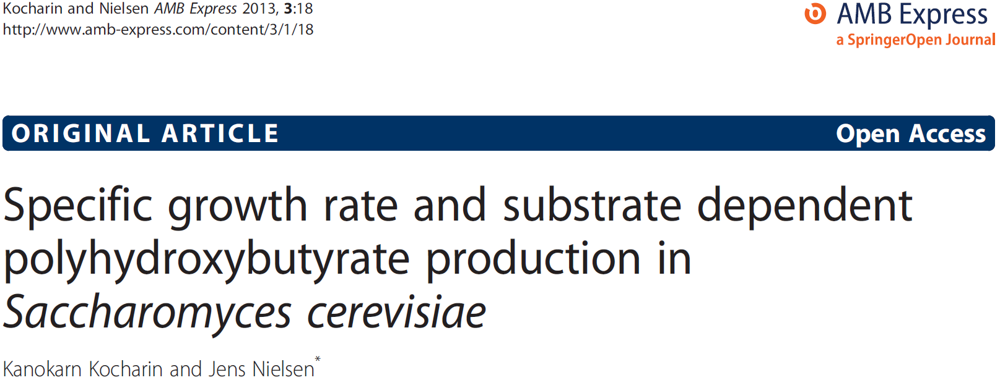 Kocharin and Nielsen AMB Express 2013, 3:18
http://www.amb-express.com/content/3/1/18
AMB Express
a SpringerOpen Journal
ORIGINAL ARTICLE
Open Access
Specific growth rate and substrate dependent
polyhydroxybutyrate production in
Saccharomyces cerevisiae
Kanokarn Kocharin and Jens Nielsen*